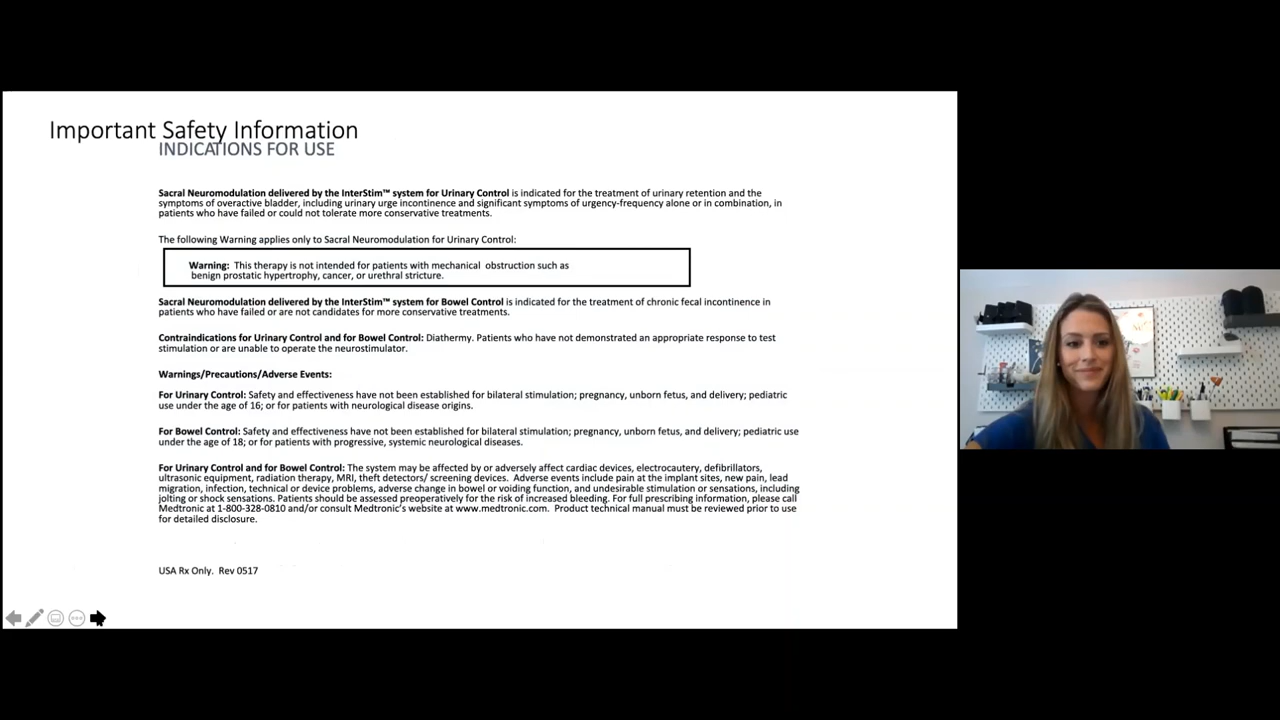 Important Safety Information
INDICATIONS FOR USE
Sacral Neuromodulation delivered by the InterStim™ system for Urinary Control is indicated for the treatment of urinary retention and the
symptoms of overactive bladder, including urinary urge incontinence and significant symptoms of urgency-frequency alone or in combination, in
patients who have failed or could not tolerate more conservative treatments.
The following Warning applies only to Sacral Neuromodulation for Urinary Control:
Warning: This therapy is not intended for patients with mechanical obstruction such as
benign prostatic hypertrophy, cancer, or urethral stricture.
Sacral Neuromodulation delivered by the InterStim™ system for Bowel Control is indicated for the treatment of chronic fecal incontinence in
patients who have failed or are not candidates for more conservative treatments.
Contraindications for Urinary Control and for Bowel Control: Diathermy. Patients who have not demonstrated an appropriate response to test
stimulation or are unable to operate the neurostimulator.
Warnings/Precautions/Adverse Events:
For Urinary Control: Safety and effectiveness have not been established for bilateral stimulation; pregnancy, unborn fetus, and delivery; pediatric
use under the age of 16; or for patients with neurological disease origins.
For Bowel Control: Safety and effectiveness have not been established for bilateral stimulation; pregnancy, unborn fetus, and delivery; pediatric use
under the age of 18; or for patients with progressive, systemic neurological diseases.
For Urinary Control and for Bowel Control: The system may be affected by or adversely affect cardiac devices, electrocautery, defibrillators,
ultrasonic equipment, radiation therapy, MRI, theft detectors/ screening devices. Adverse events include pain at the implant sites, new pain, lead
migration, infection, technical or device problems, adverse change in bowel or voiding function, and undesirable stimulation or sensations, including
jolting or shock sensations. Patients should be assessed preoperatively for the risk of increased bleeding. For full prescribing information, please call
Medtronic at 1-800-328-0810 and/or consult Medtronic's website at www.medtronic.com. Product technical manual must be reviewed prior to use
for detailed disclosure.
USA Rx Only. Rev 0517